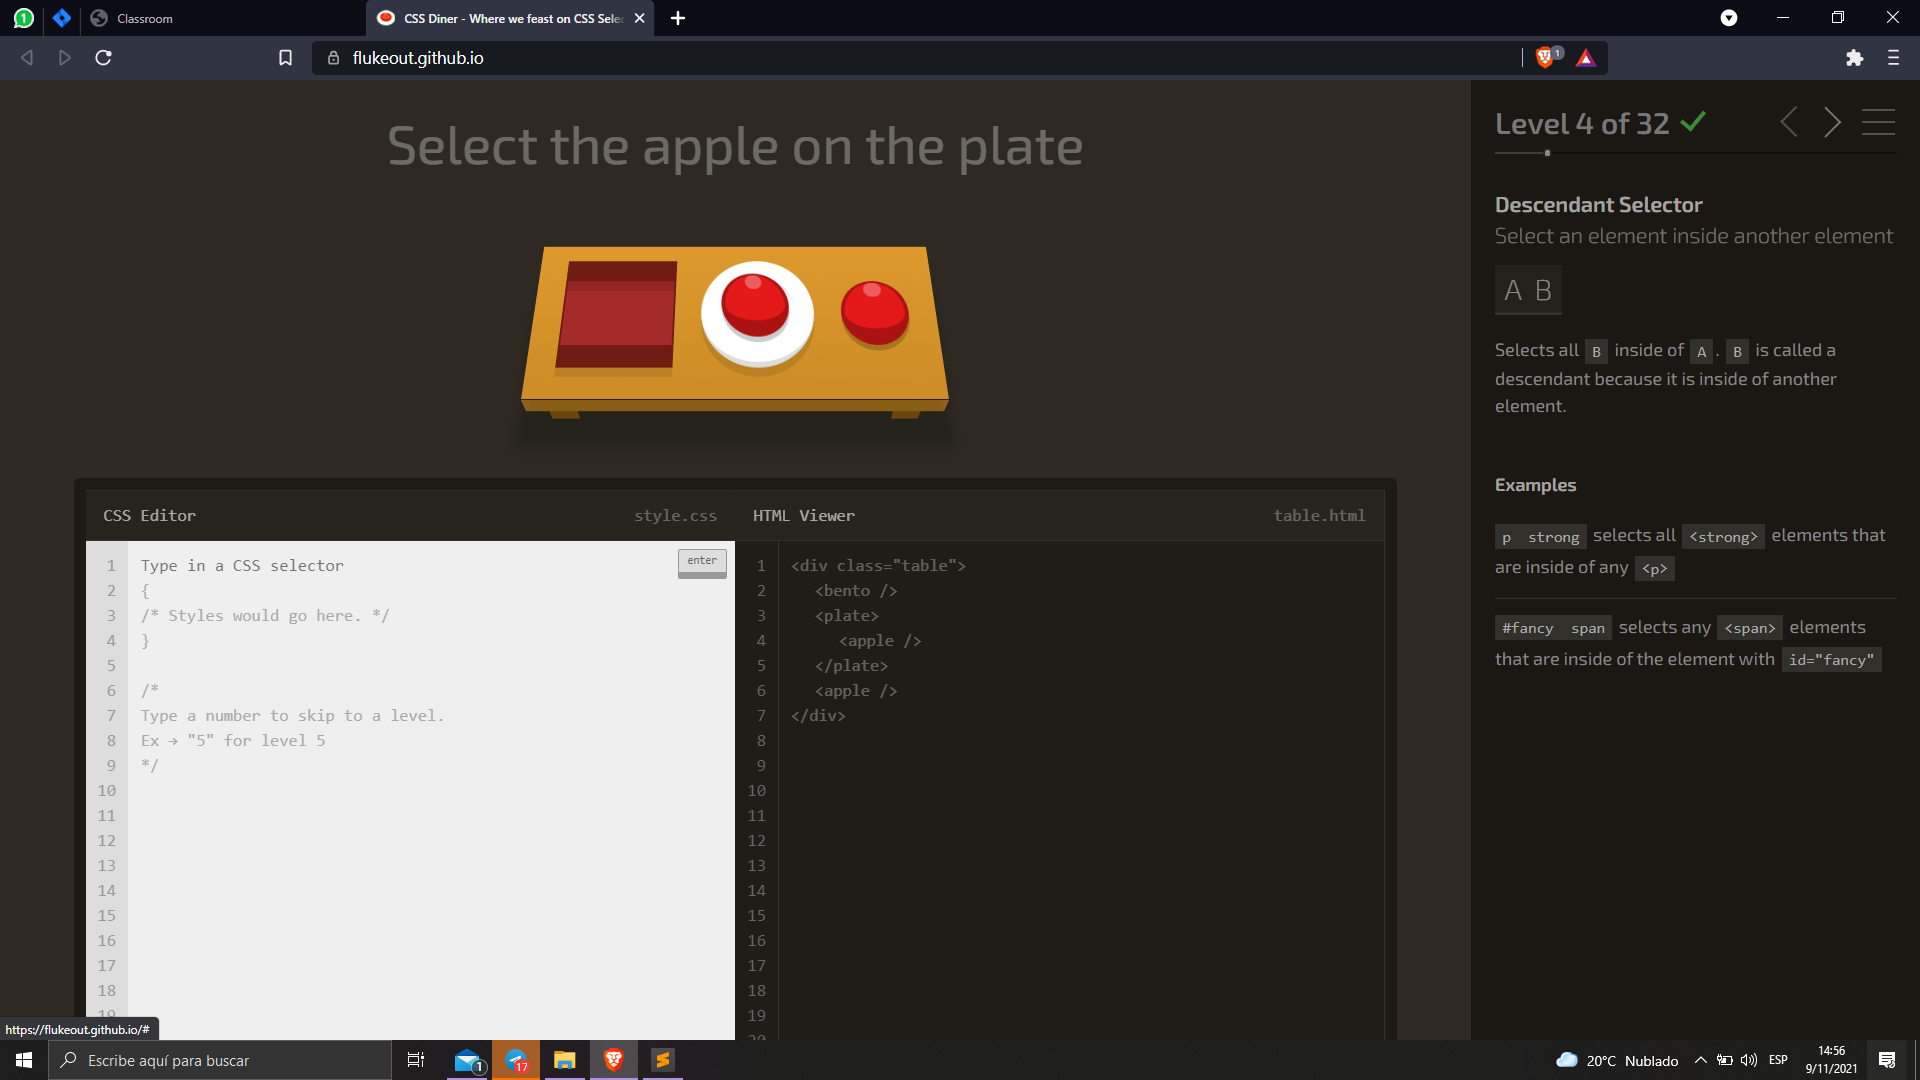 1
Classroom
CSS Diner - Where we feast on CSS Sele
flukeout.github.io
1
Select the apple on the plate
Level 4 of 32
Descendant Selector
Select an element inside another element
A B
Selects all B inside of A . B is called a
descendant because it is inside of another
element.
Examples
p strong selects all <strong> elements that
are inside of any <p>
#fancy span selects any <span> elements
that are inside of the element with id="fancy"
CSS Editor style.css
enter
1 Type in a CSS selector
2 {
3 /* Styles would go here. */
4 }
5
6 /*
7 Type a number to skip to a level.
8 Ex → "5" for level 5
9 */
10
11
12
13
14
15
16
17
18
19
HTML Viewer table.html
1 <div class="table">
2 <bento />
3 <plate>
4 <apple />
5 </plate>
6 <apple />
7 </div>
8
9
10
11
12
13
14
15
16
17
18
19
20
https://flukeout.github.io/#
Escribe aquí para buscar
1
17
20°C Nublado
ESP
14:56
9/11/2021